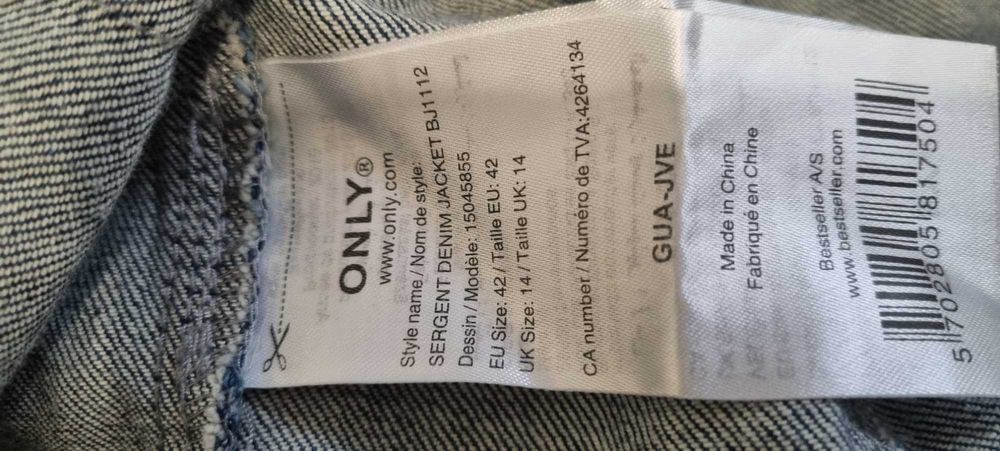 ONLY®
www.only.com
Style name / Nom de style:
SERGENT DENIM JACKET BJ1112
Dessin / Modèle: 15045855
EU Size: 42 / Taille EU: 42
UK Size: 14 / Taille UK: 14
CA number / Numéro de TVA:4264134
GUA-JVE
Made in China
Fabriqué en Chine
Bestseller A/S
www.bestseller.com
5 702805 817504